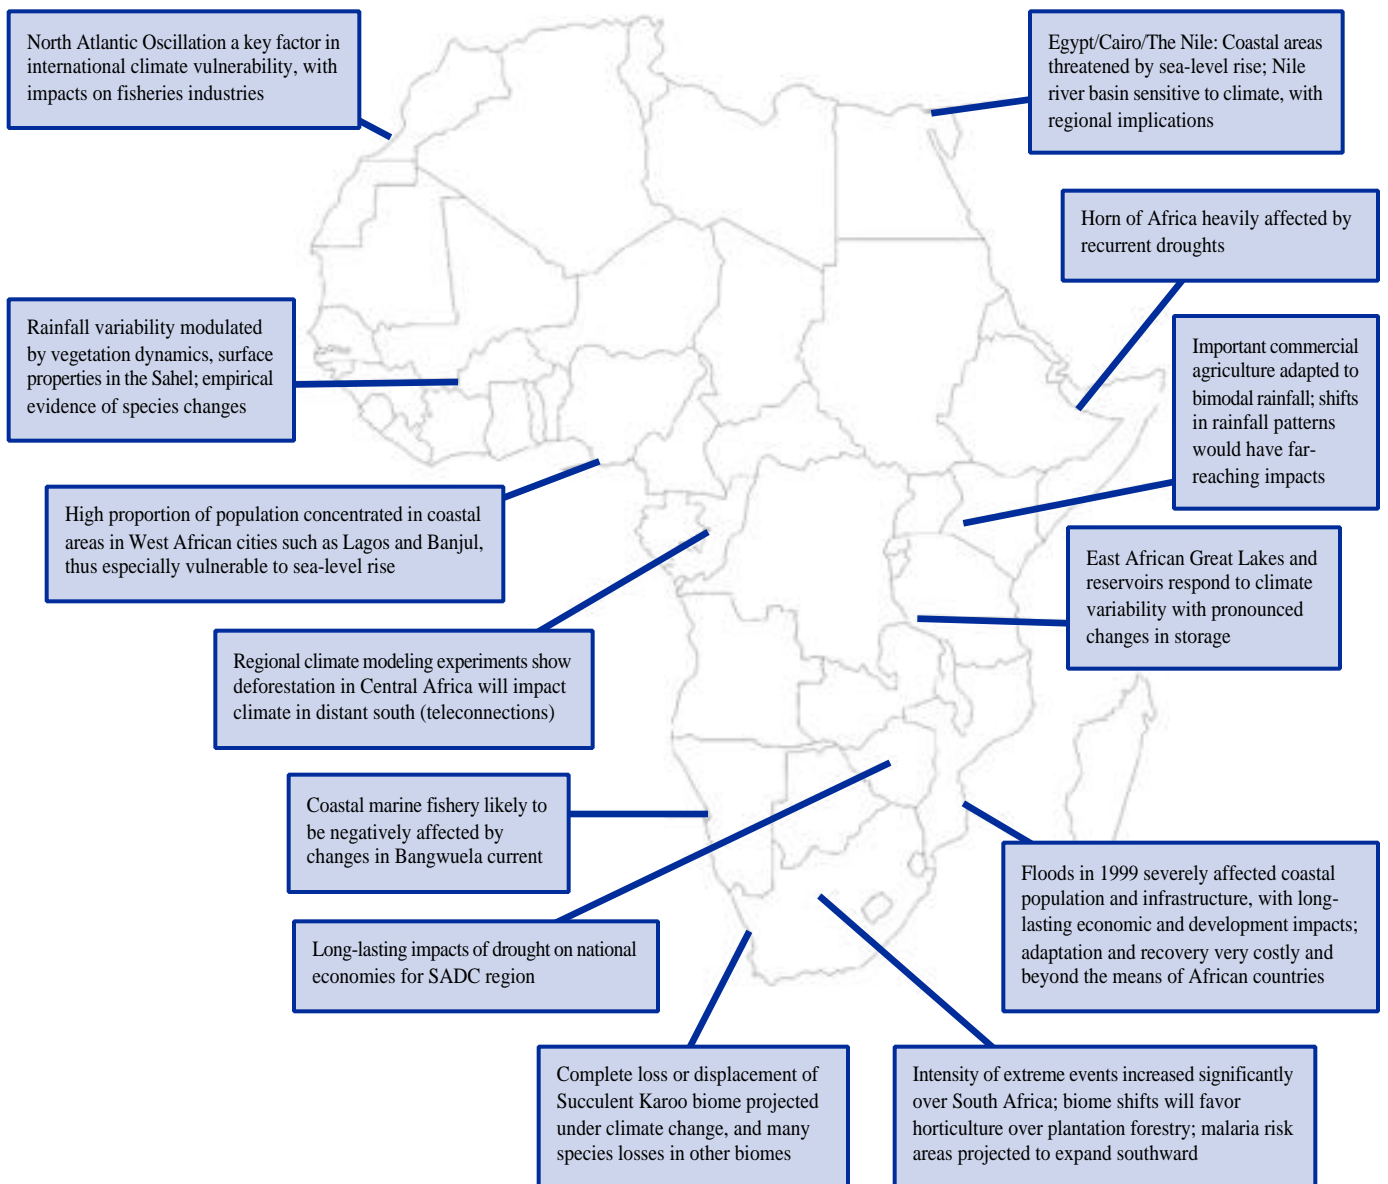 North Atlantic Oscillation a key factor in
international climate vulnerability, with
impacts on fisheries industries
Egypt/Cairo/The Nile: Coastal areas
threatened by sea-level rise; Nile
river basin sensitive to climate, with
regional implications
Horn of Africa heavily affected by
recurrent droughts
Rainfall variability modulated
by vegetation dynamics, surface
properties in the Sahel; empirical
evidence of species changes
Important commercial
agriculture adapted to
bimodal rainfall; shifts
in rainfall patterns
would have far-
reaching impacts
High proportion of population concentrated in coastal
areas in West African cities such as Lagos and Banjul,
thus especially vulnerable to sea-level rise
East African Great Lakes and
reservoirs respond to climate
variability with pronounced
changes in storage
Regional climate modeling experiments show
deforestation in Central Africa will impact
climate in distant south (teleconnections)
Coastal marine fishery likely to
be negatively affected by
changes in Bangwuela current
Floods in 1999 severely affected coastal
population and infrastructure, with long-
lasting economic and development impacts;
adaptation and recovery very costly and
beyond the means of African countries
Long-lasting impacts of drought on national
economies for SADC region
Complete loss or displacement of
Succulent Karoo biome projected
under climate change, and many
species losses in other biomes
Intensity of extreme events increased significantly
over South Africa; biome shifts will favor
horticulture over plantation forestry; malaria risk
areas projected to expand southward